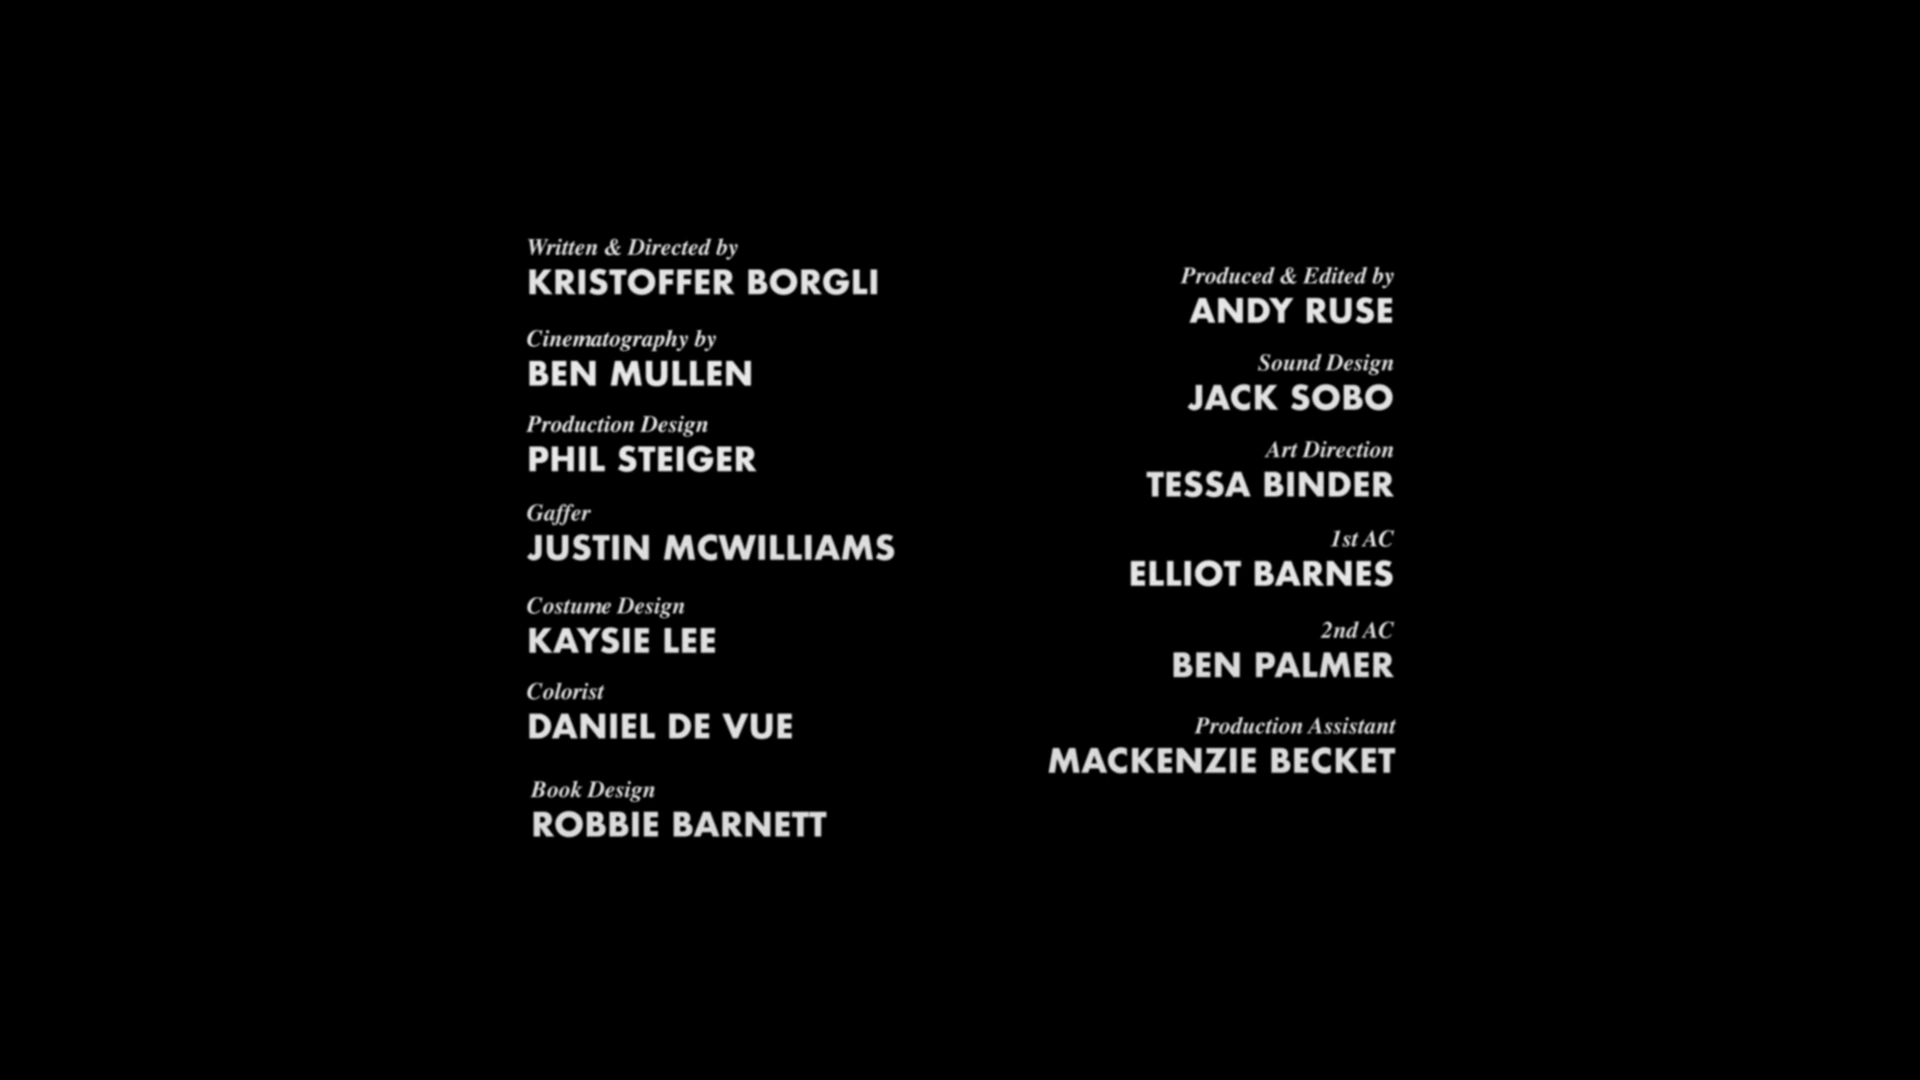 Written & Directed by
KRISTOFFER BORGLI
Cinematography by
BEN MULLEN
Production Design
PHIL STEIGER
Gaffer
JUSTIN MCWILLIAMS
Costume Design
KAYSIE LEE
Colorist
DANIEL DE VUE
Book Design
ROBBIE BARNETT
Produced & Edited by
ANDY RUSE
Sound Design
JACK SOBO
Art Direction
TESSA BINDER
1st AC
ELLIOT BARNES
2nd AC
BEN PALMER
Production Assistant
MACKENZIE BECKET